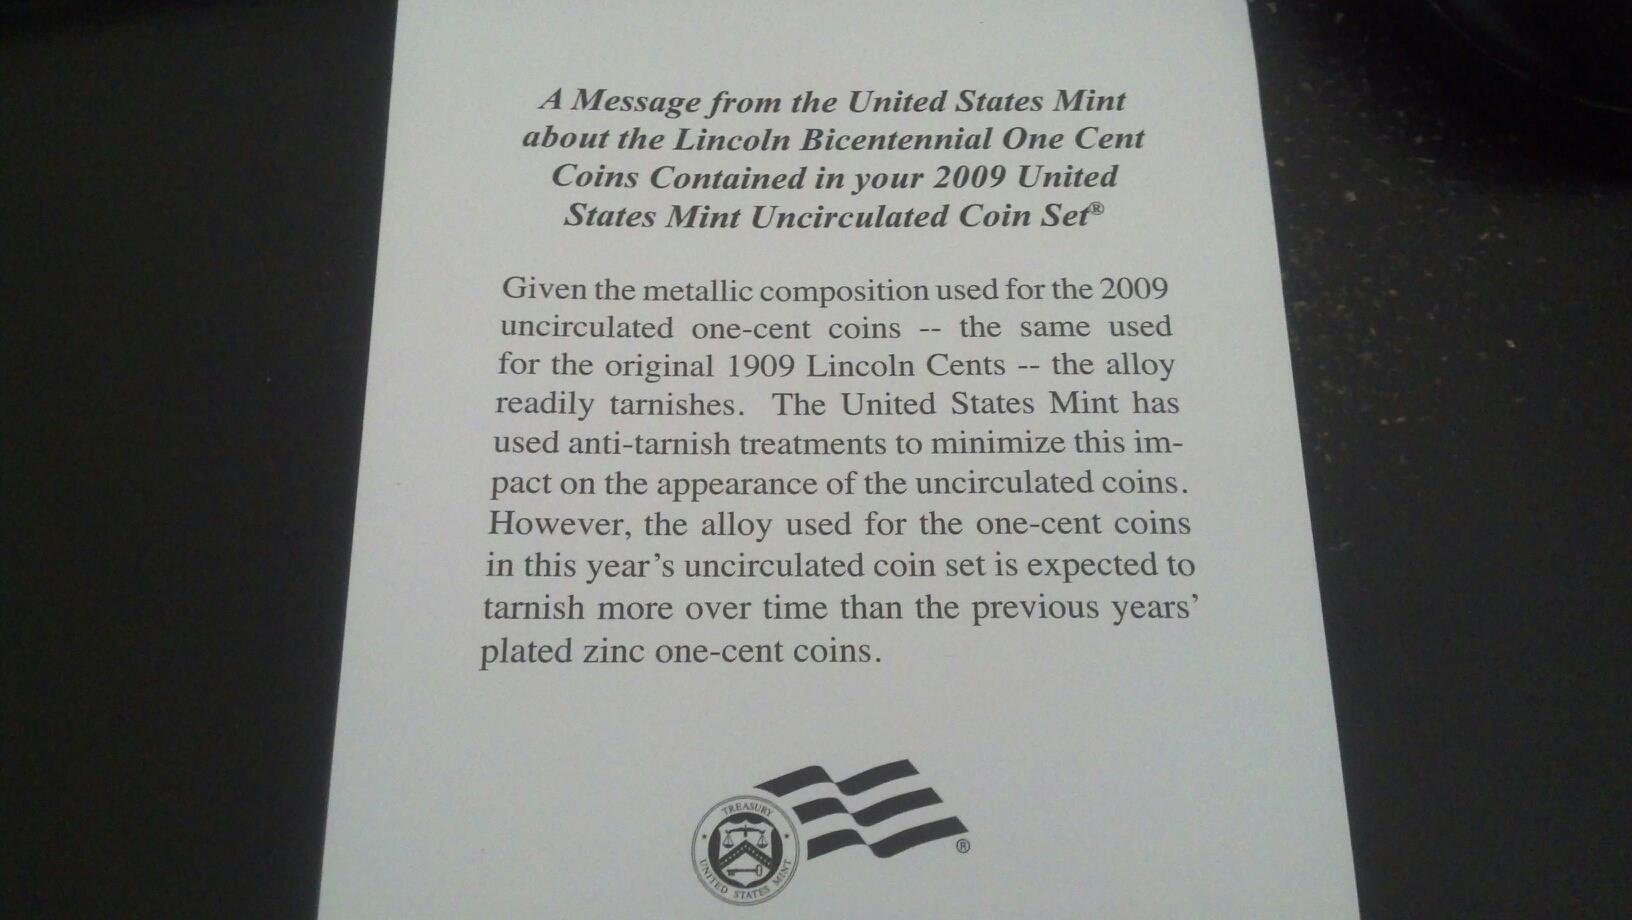 A Message from the United States Mint
about the Lincoln Bicentennial One Cent
Coins Contained in your 2009 United
States Mint Uncirculated Coin Set®
Given the metallic composition used for the 2009
uncirculated one-cent coins -- the same used
for the original 1909 Lincoln Cents -- the alloy
readily tarnishes. The United States Mint has
used anti-tarnish treatments to minimize this im-
pact on the appearance of the uncirculated coins.
However, the alloy used for the one-cent coins
in this year's uncirculated coin set is expected to
tarnish more over time than the previous years'
plated zinc one-cent coins.
TREASURY
UNITED STATES MINT
®